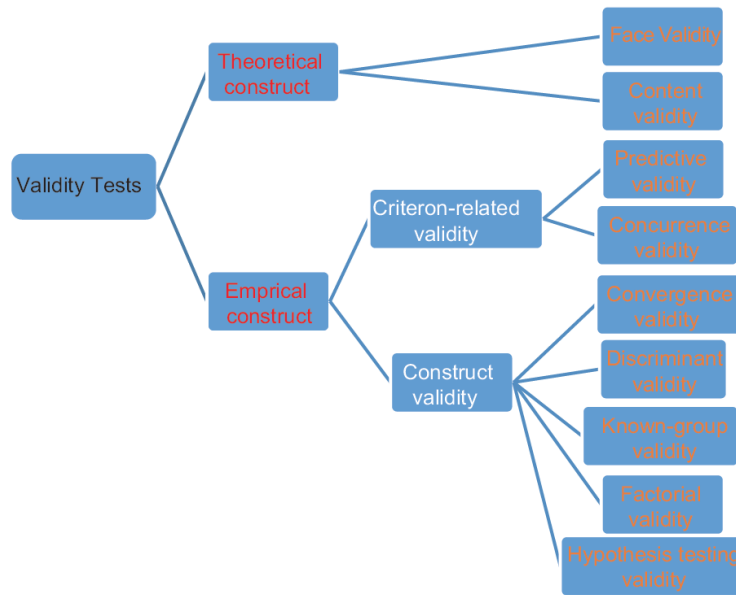 Face Validity
Theoretical
construct
Content
validity
Predictive
validity
Validity Tests
Criteron-related
validity
Concurrence
validity
Emprical
construct
Convergence
validity
Discriminant
validity
Construct
validity
Known-group
validity
Factorial
validity
Hypothesis testing
validity